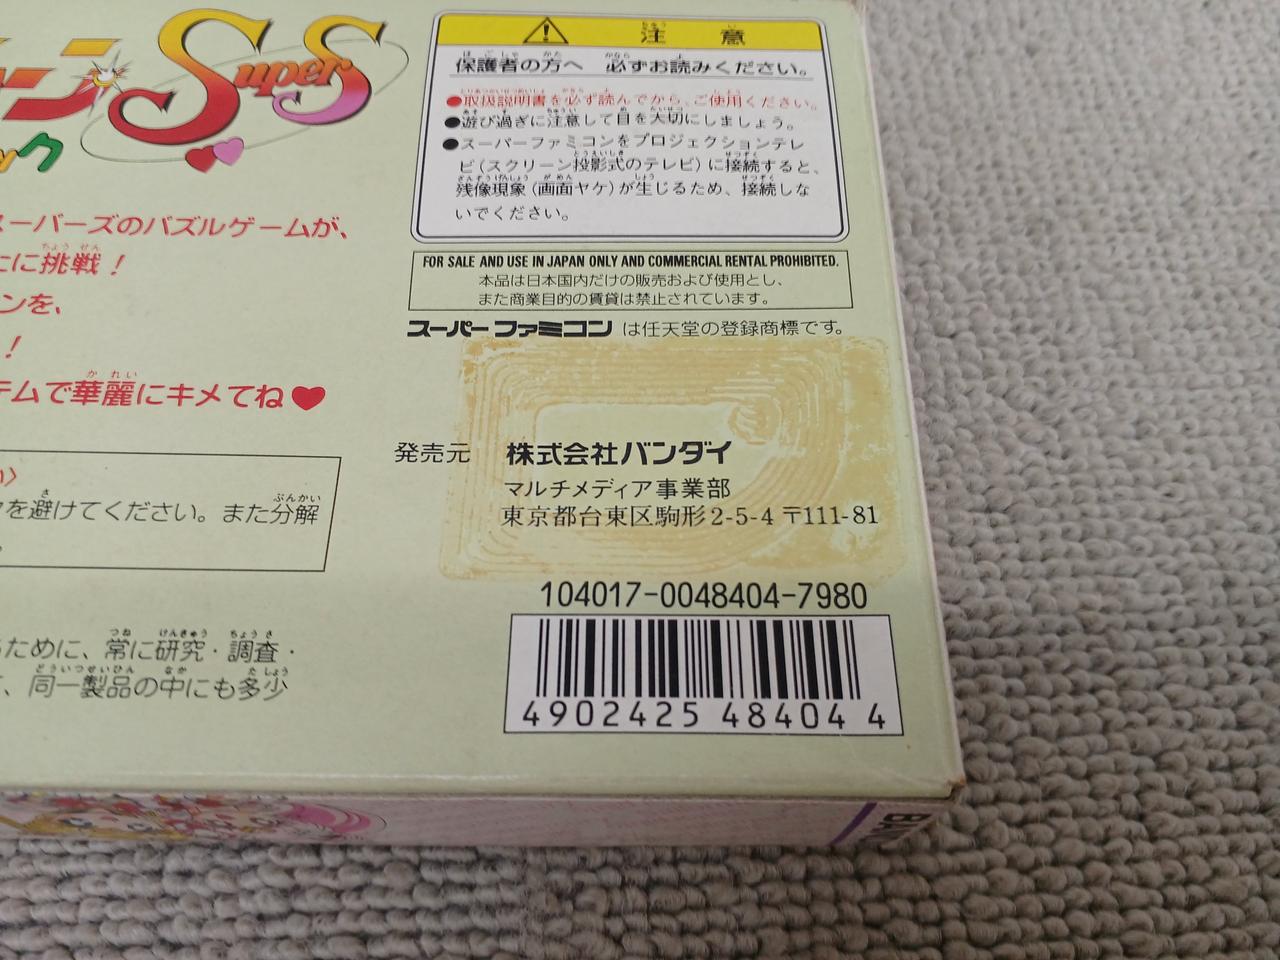 ーン SuperS
ック
スーパーズのパズルゲームが、
に挑戦！
ンを、
！
テムで華麗にキメてね♥
を避けてください。また分解
ために、常に研究・調査・
、同一製品の中にも多少
注意
保護者の方へ 必ずお読みください。
●取扱説明書を必ず読んでから、ご使用ください。
●遊び過ぎに注意して目を大切にしましょう。
●スーパーファミコンをプロジェクションテレ
ビ(スクリーン投影式のテレビ)に接続すると、
残像現象(画面ヤケ)が生じるため、接続しな
いでください。
FOR SALE AND USE IN JAPAN ONLY AND COMMERCIAL RENTAL PROHIBITED.
本品は日本国内だけの販売および使用とし、
また商業目的の賃貸は禁止されています。
スーパーファミコン は任天堂の登録商標です。
発売元 株式会社バンダイ
マルチメディア事業部
東京都台東区駒形2-5-4 〒111-81
104017-0048404-7980
4902425484044